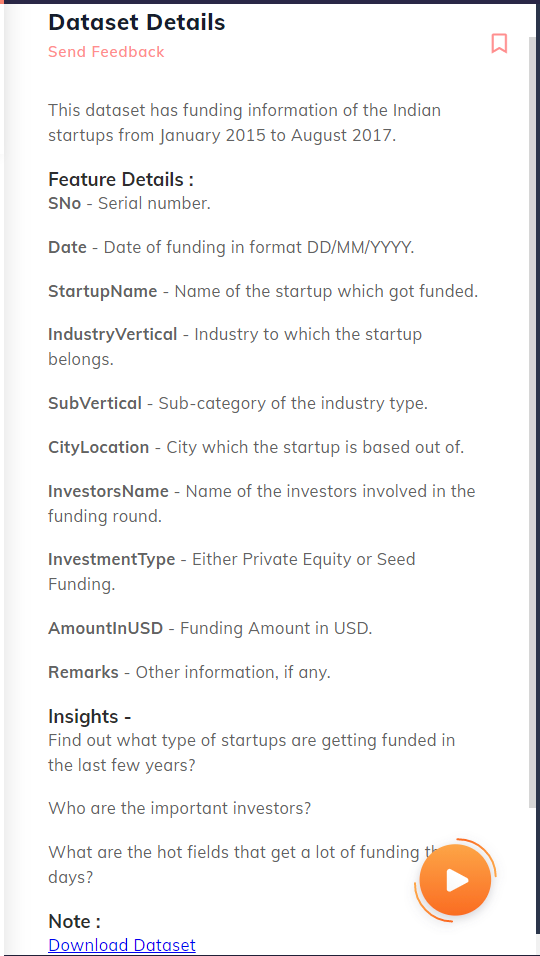 Dataset Details
Send Feedback
This dataset has funding information of the Indian
startups from January 2015 to August 2017.
Feature Details :
SNo - Serial number.
Date - Date of funding in format DD/MM/YYYY.
StartupName - Name of the startup which got funded.
IndustryVertical - Industry to which the startup
belongs.
SubVertical - Sub-category of the industry type.
CityLocation - City which the startup is based out of.
InvestorsName - Name of the investors involved in the
funding round.
InvestmentType - Either Private Equity or Seed
Funding.
AmountInUSD - Funding Amount in USD.
Remarks - Other information, if any.
Insights -
Find out what type of startups are getting funded in
the last few years?
Who are the important investors?
What are the hot fields that get a lot of funding
days?
Note :
Download Dataset